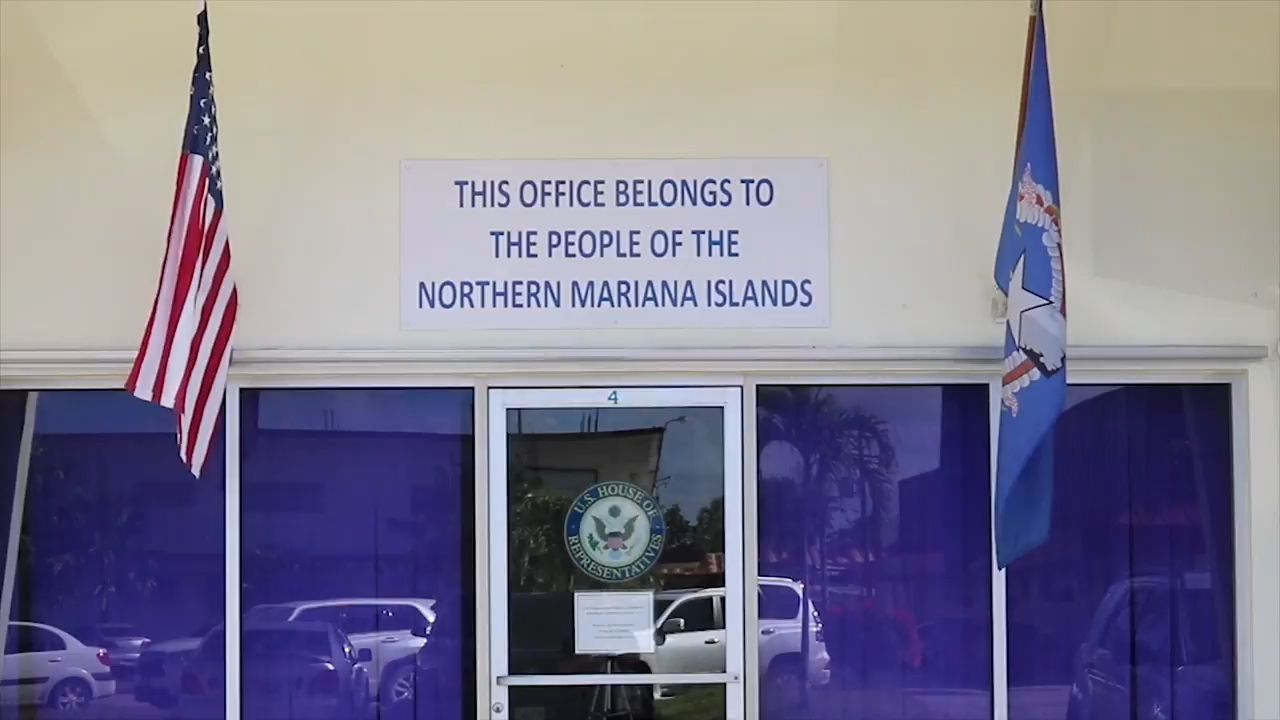 THIS OFFICE BELONGS TO
THE PEOPLE OF THE
NORTHERN MARIANA ISLANDS
4
U.S. HOUSE OF
REPRESENTATIVES